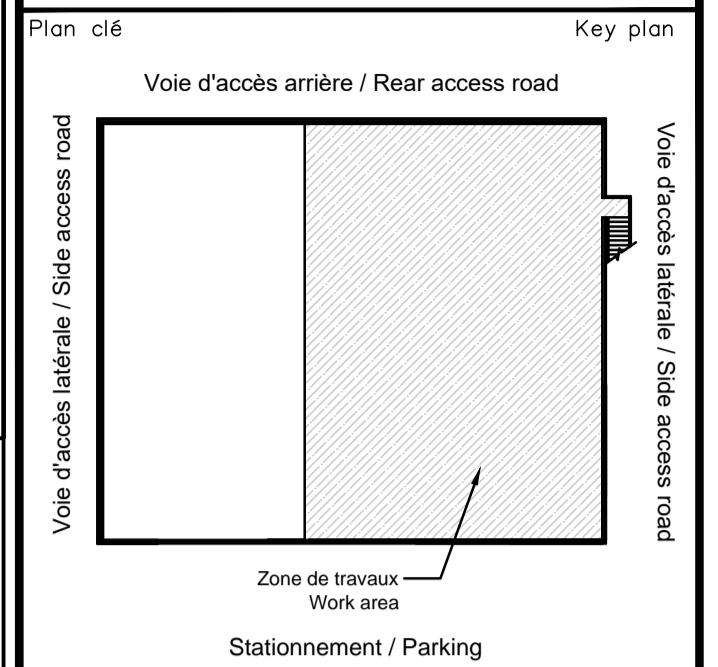 Plan clé
Key plan
Voie d'accès arrière / Rear access road
Voie d'accès latérale / Side access road
Voie d'accès latérale / Side access road
Zone de travaux
Work area
Stationnement / Parking